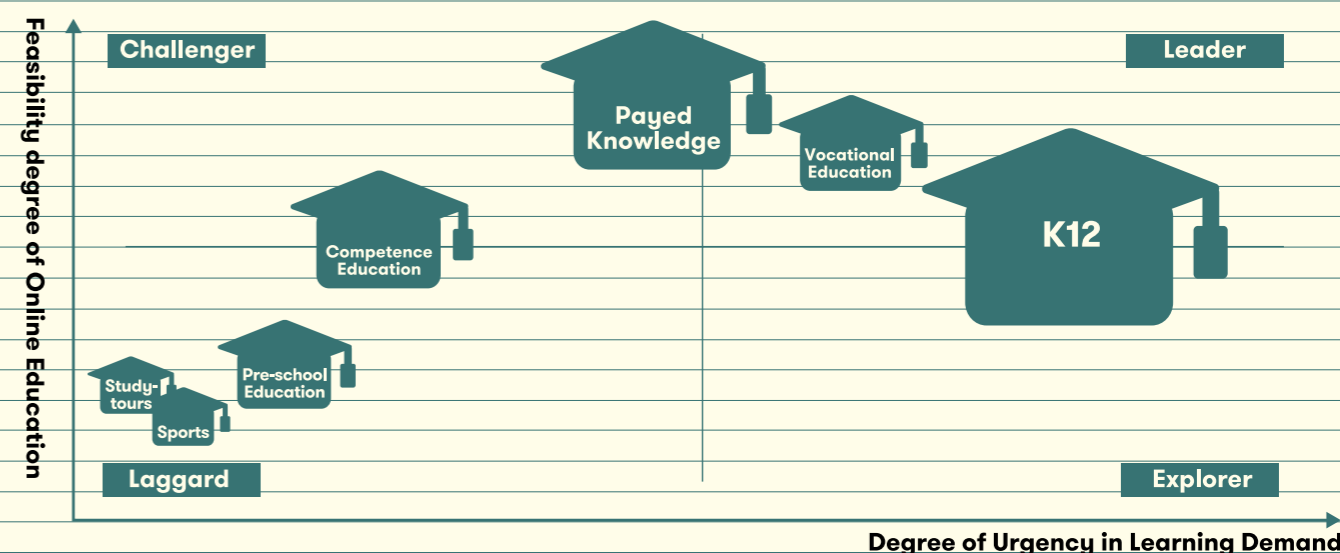 Feasibility degree of Online Education
Challenger
Leader
Payed
Knowledge
Vocational
Education
K12
Competence
Education
Pre-school
Education
Study-
tours
Sports
Laggard
Explorer
Degree of Urgency in Learning Demand